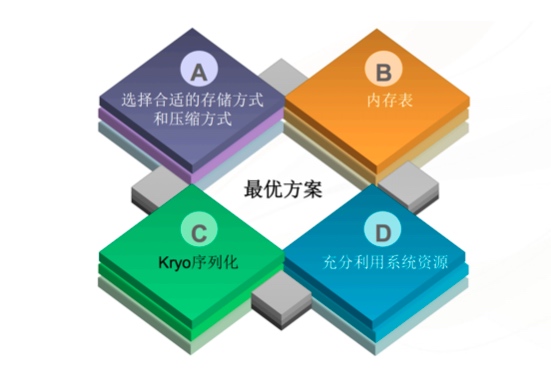 A
选择合适的存储方式
和压缩方式
B
内存表
最优方案
C
Kryo序列化
D
充分利用系统资源